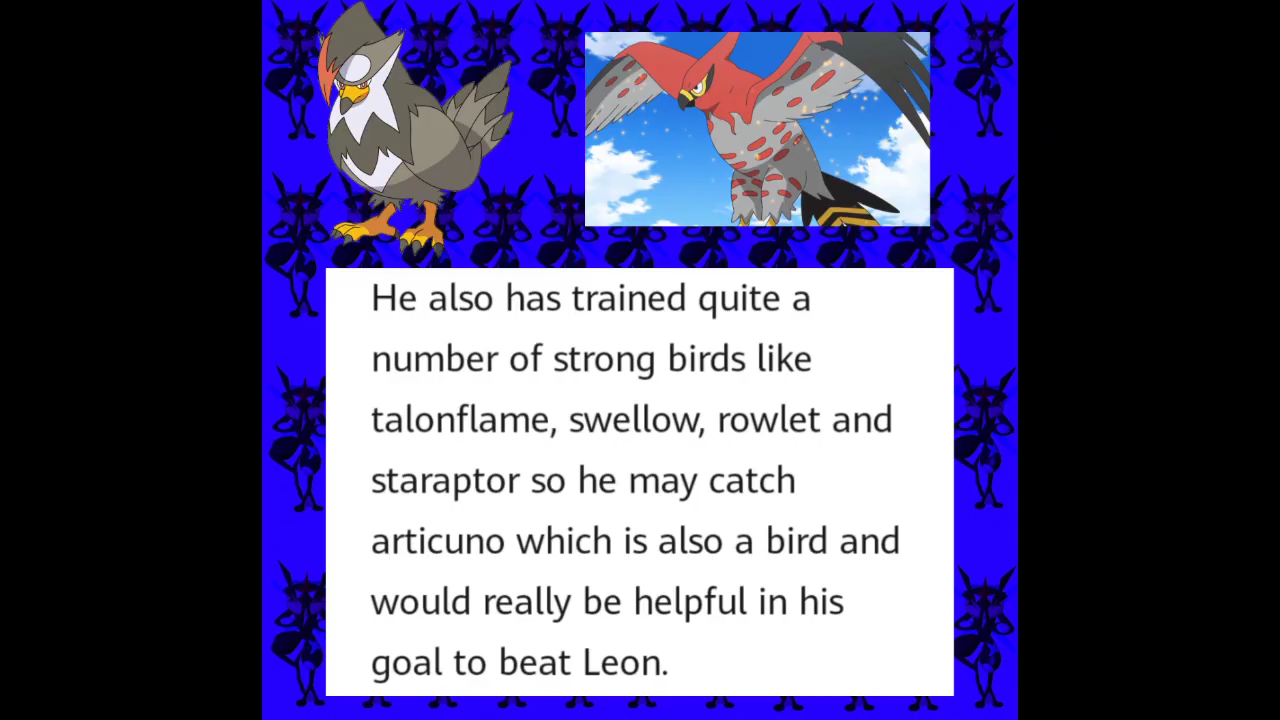 He also has trained quite a
number of strong birds like
talonflame, swellow, rowlet and
staraptor so he may catch
articuno which is also a bird and
would really be helpful in his
goal to beat Leon.